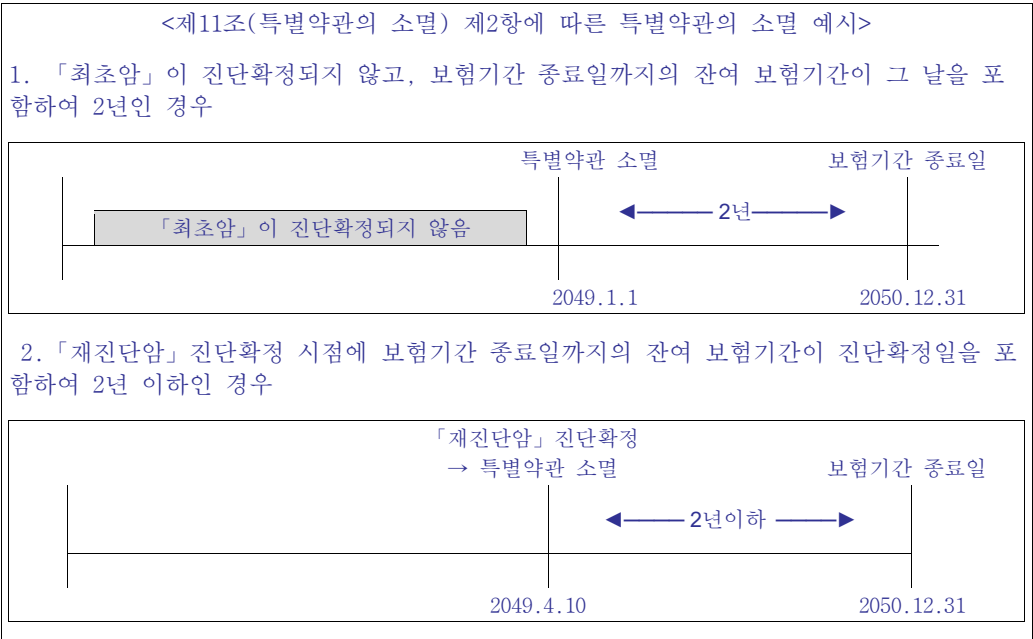 <제11조(특별약관의 소멸) 제2항에 따른 특별약관의 소멸 예시>
1. 「최초암」이 진단확정되지 않고, 보험기간 종료일까지의 잔여 보험기간이 그 날을 포
함하여 2년인 경우
특별약관 소멸 보험기간 종료일
◀───── 2년─────▶
「최초암」이 진단확정되지 않음
2049.1.1 2050.12.31
2.「재진단암」진단확정 시점에 보험기간 종료일까지의 잔여 보험기간이 진단확정일을 포
함하여 2년 이하인 경우
「재진단암」진단확정
→ 특별약관 소멸 보험기간 종료일
◀──── 2년이하 ────▶
2049.4.10 2050.12.31